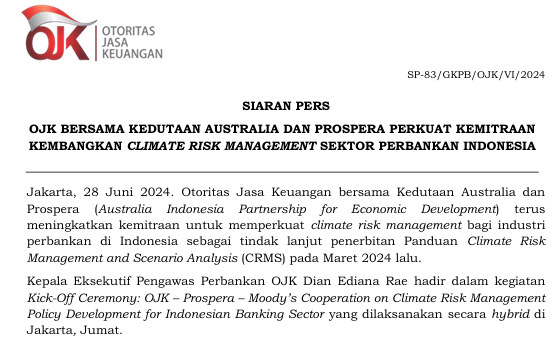 OTORITAS
JASA
KEUANGAN
OJK
SP-83/GKPB/OJK/VI/2024
SIARAN PERS
OJK BERSAMA KEDUTAAN AUSTRALIA DAN PROSPERA PERKUAT KEMITRAAN
KEMBANGKAN CLIMATE RISK MANAGEMENT SEKTOR PERBANKAN INDONESIA
Jakarta, 28 Juni 2024. Otoritas Jasa Keuangan bersama Kedutaan Australia dan
Prospera (Australia Indonesia Partnership for Economic Development) terus
meningkatkan kemitraan untuk memperkuat climate risk management bagi industri
perbankan di Indonesia sebagai tindak lanjut penerbitan Panduan Climate Risk
Management and Scenario Analysis (CRMS) pada Maret 2024 lalu.
Kepala Eksekutif Pengawas Perbankan OJK Dian Ediana Rae hadir dalam kegiatan
Kick-Off Ceremony: OJK – Prospera – Moody's Cooperation on Climate Risk Management
Policy Development for Indonesian Banking Sector yang dilaksanakan secara hybrid di
Jakarta, Jumat.